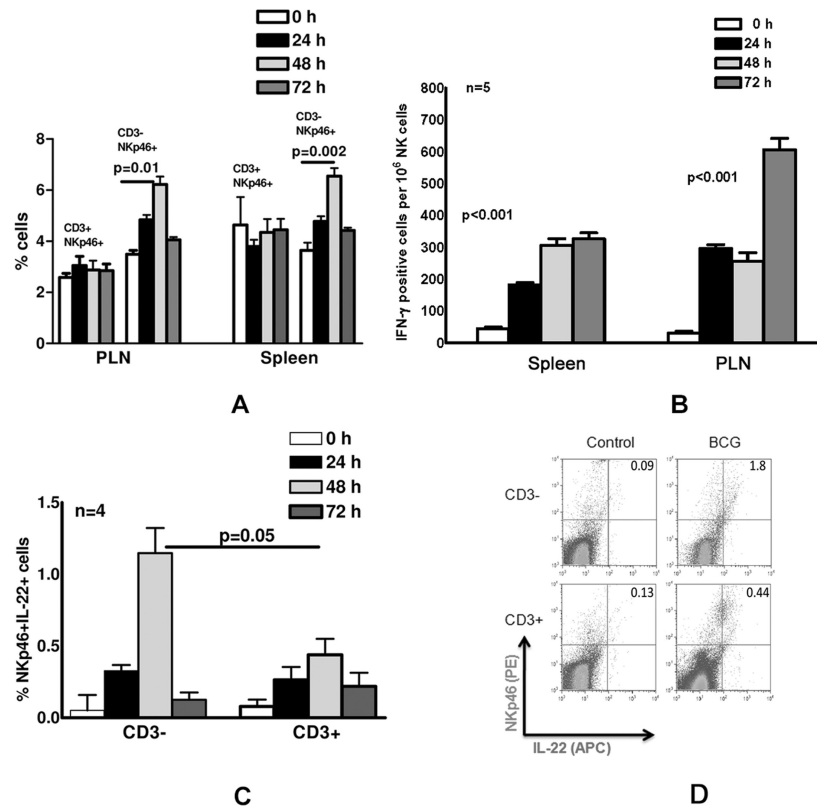 0 h
24 h
48 h
72 h
8
6
4
2
0
% cells
CD3-
NKp46+
p=0.01
CD3+
NKp46+
CD3-
NKp46+
p=0.002
CD3+
NKp46+
PLN
Spleen
A
0 h
24 h
48 h
72 h
n=5
800
700
600
500
400
300
200
100
0
IFN-γ positive cells per 10⁶ NK cells
p<0.001
p<0.001
Spleen
PLN
B
0 h
24 h
48 h
72 h
1.5
1.0
0.5
0.0
% NKp46+IL-22+ cells
n=4
p=0.05
CD3-
CD3+
C
Control
BCG
CD3-
0.09
1.8
CD3+
0.13
0.44
NKp46 (PE)
IL-22 (APC)
D